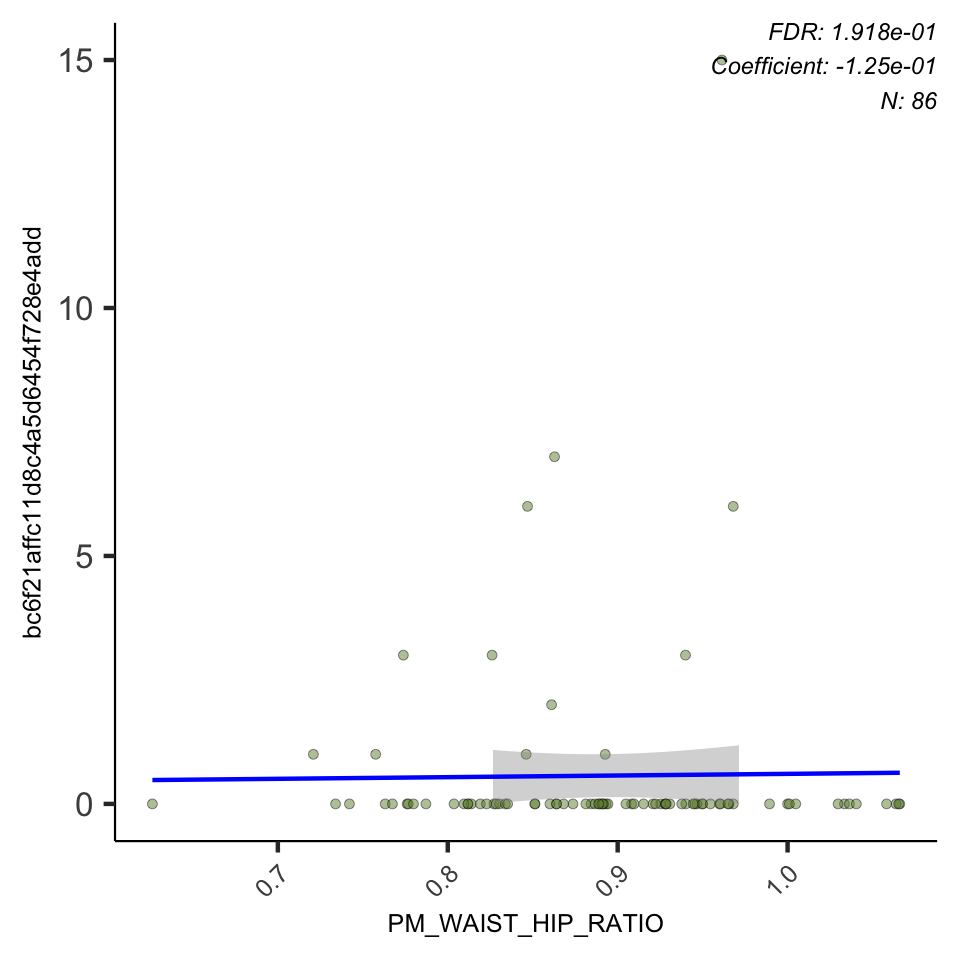 FDR: 1.918e-01
Coefficient: -1.25e-01
N: 86
15
10
5
0
bc6f21affc11d8c4a5d6454f728e4add
0.7
0.8
0.9
1.0
PM_WAIST_HIP_RATIO